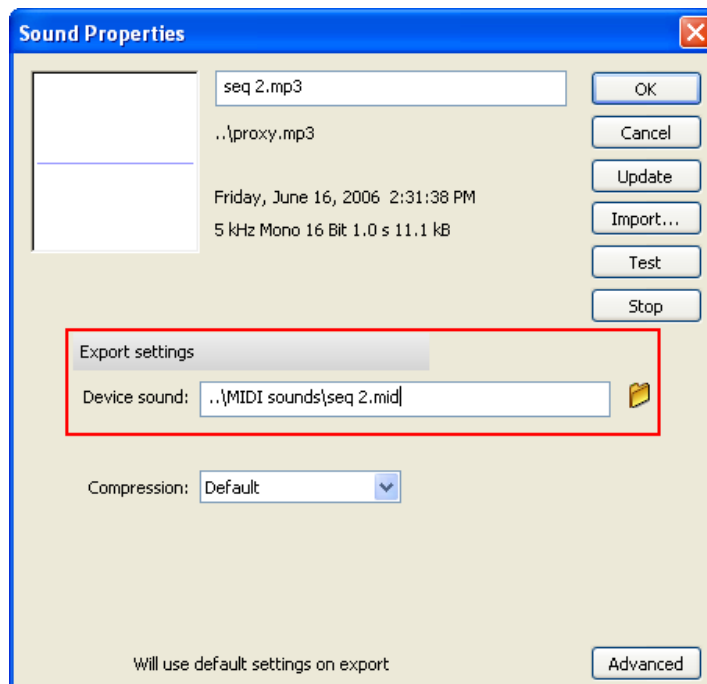 Sound Properties
seq 2.mp3
OK
..\proxy.mp3
Cancel
Update
Friday, June 16, 2006 2:31:38 PM
Import...
5 kHz Mono 16 Bit 1.0 s 11.1 kB
Test
Stop
Export settings
Device sound: ..\MIDI sounds\seq 2.mid
Compression: Default
Will use default settings on export
Advanced